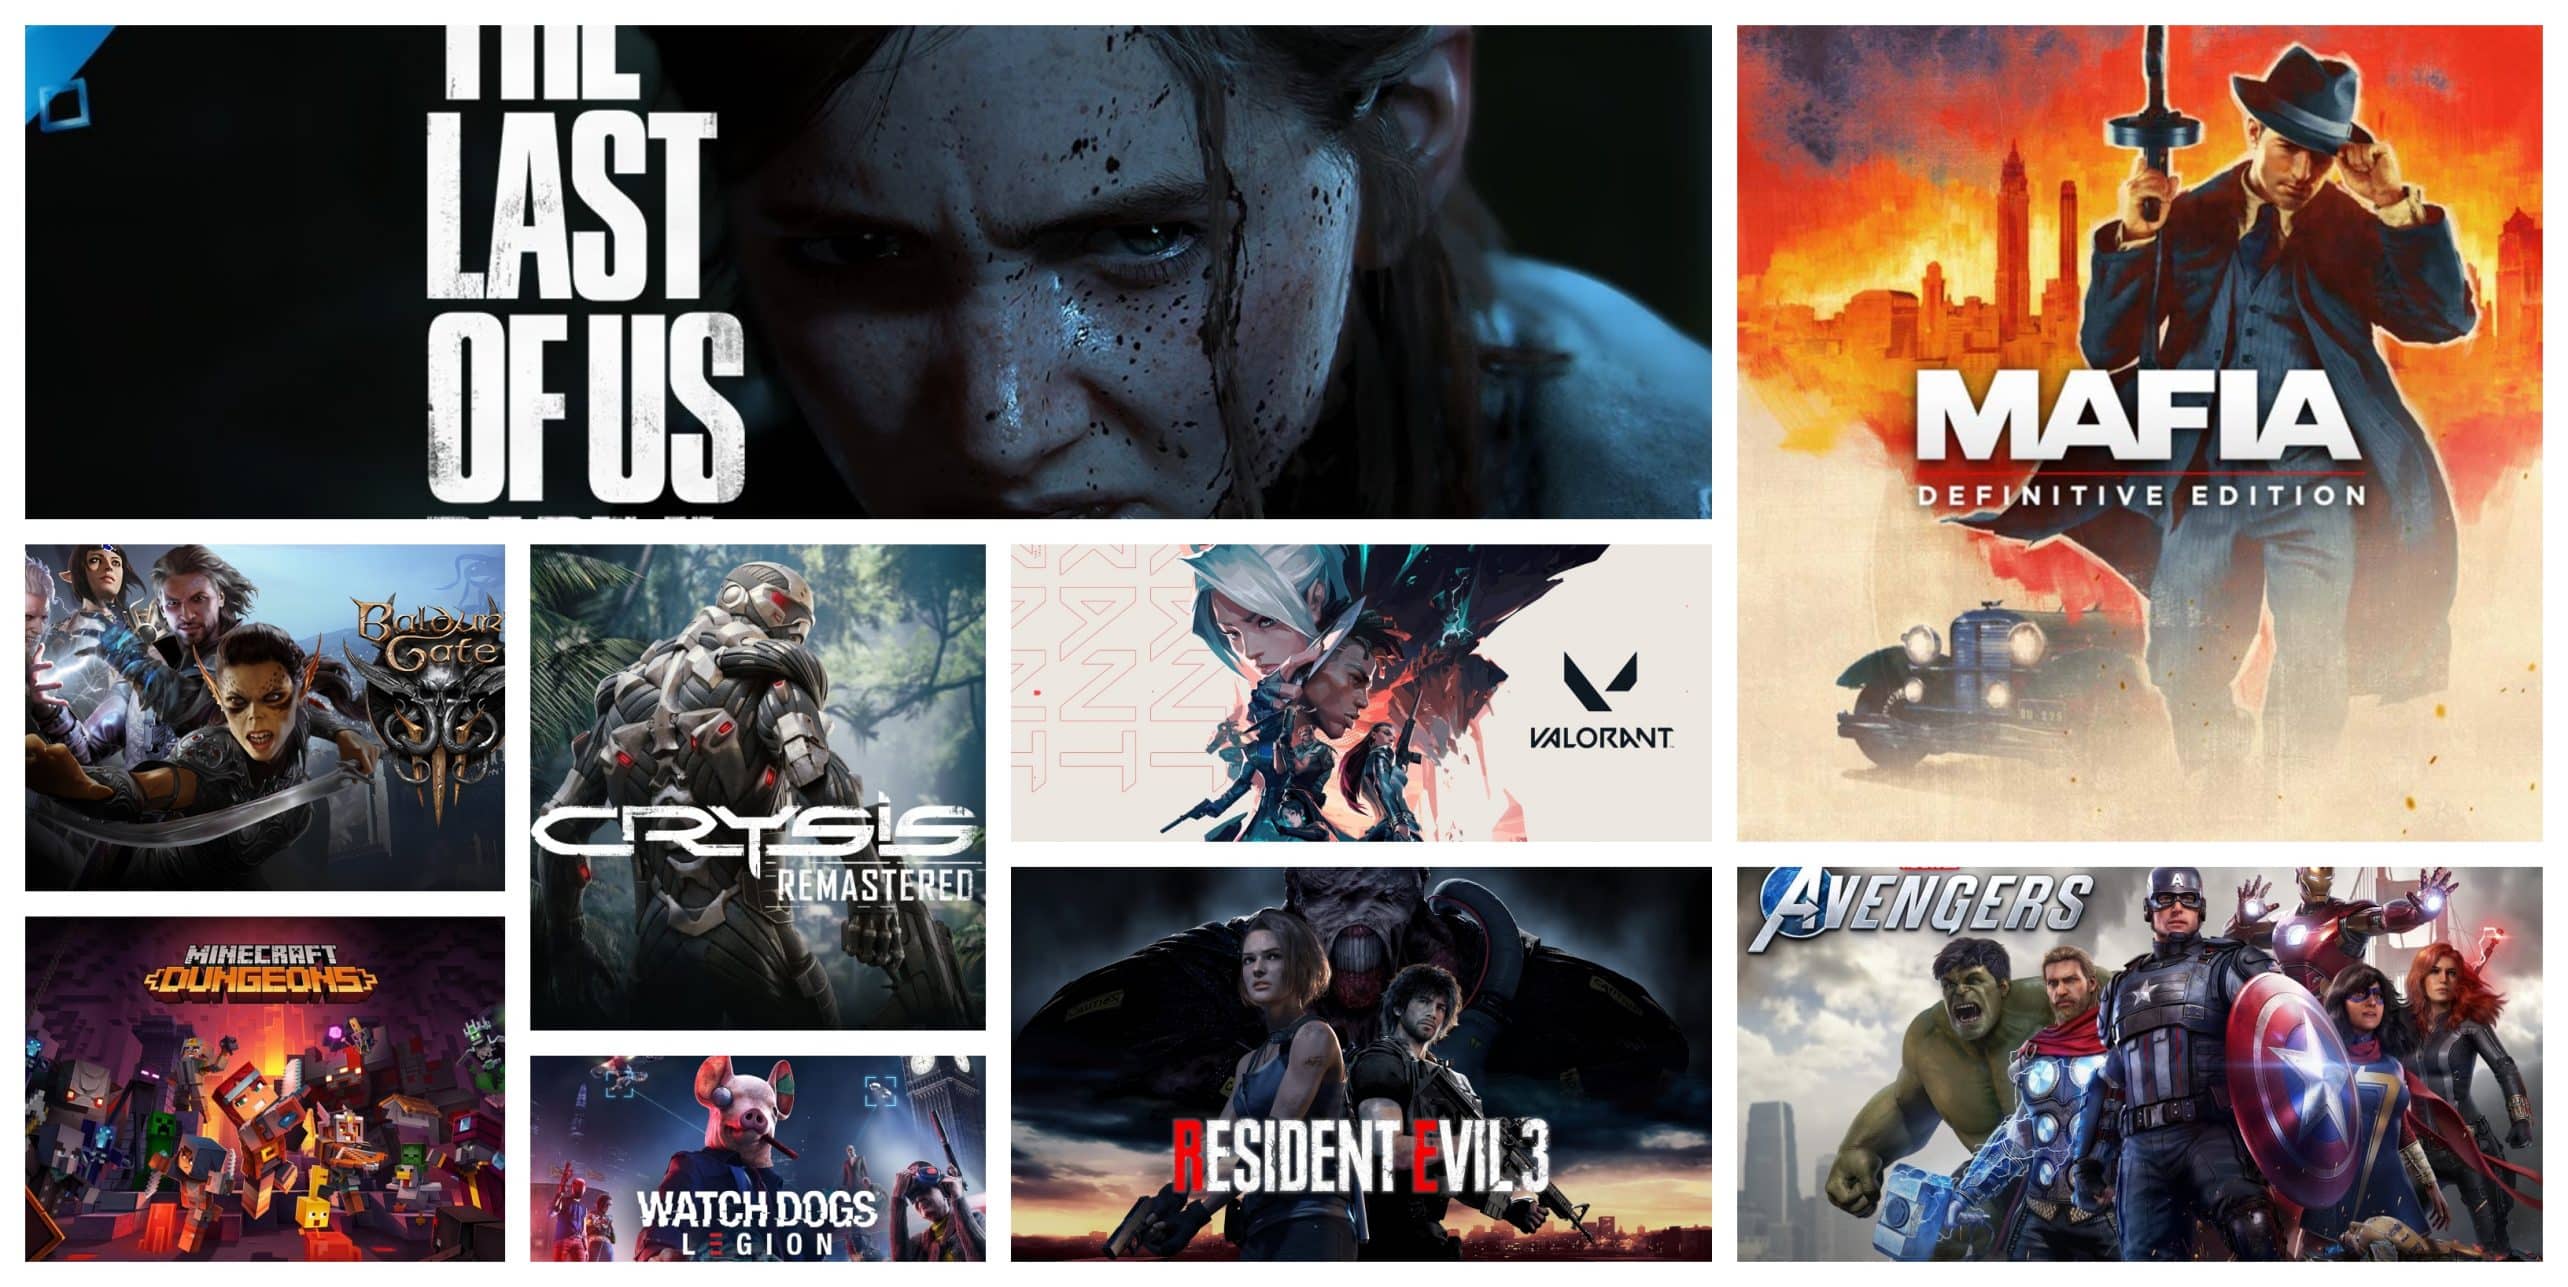 THE
LAST
OF US
MAFIA
DEFINITIVE EDITION
BALDUR
GATE
CRYSIS
REMASTERED
VALORANT
AVENGERS
MINECRAFT
DUNGEONS
WATCH DOGS
LEGION
RESIDENT EVIL 3